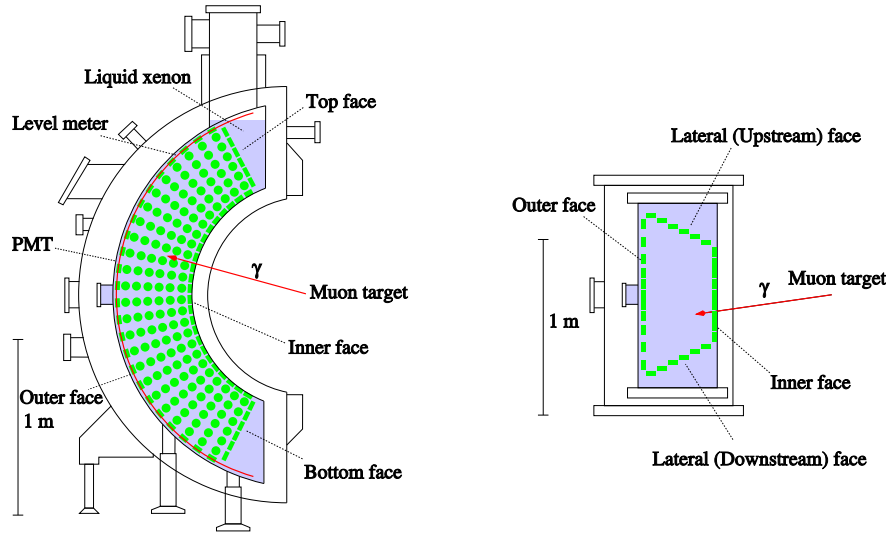 Liquid xenon
Top face
Level meter
PMT
γ
Muon target
Inner face
Outer face
1 m
Bottom face
Lateral (Upstream) face
Outer face
γ
Muon target
1 m
Inner face
Lateral (Downstream) face